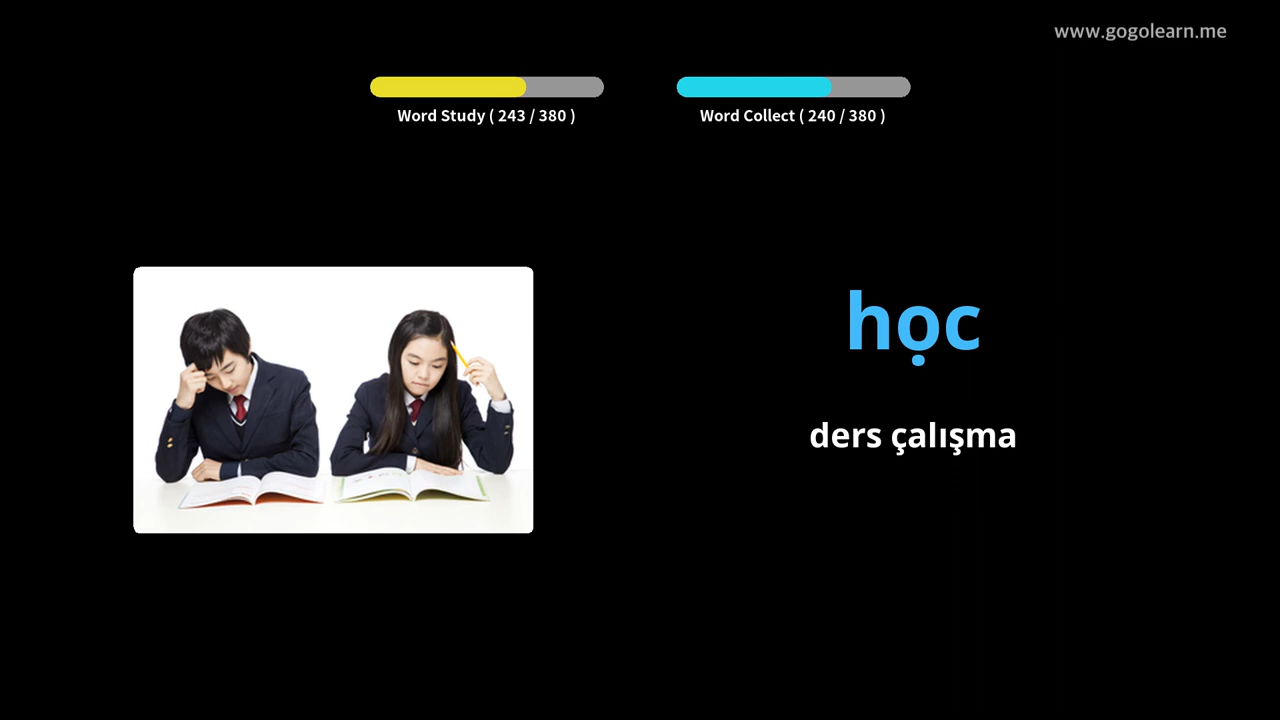 www.gogolearn.me
Word Study ( 243 / 380 )
Word Collect ( 240 / 380 )
học
ders çalışma